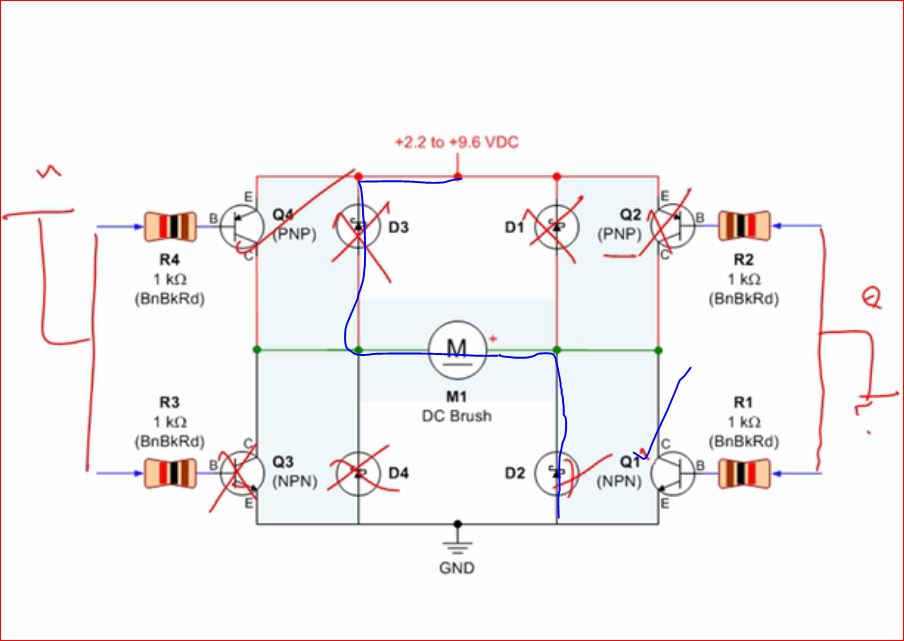 +2.2 to +9.6 VDC
E
B
C
Q4
(PNP)
D3
D1
Q2
(PNP)
E
B
C
R4
1 kΩ
(BnBkRd)
R2
1 kΩ
(BnBkRd)
M
+
M1
DC Brush
R3
1 kΩ
(BnBkRd)
C
B
E
Q3
(NPN)
D4
D2
Q1
(NPN)
C
B
E
R1
1 kΩ
(BnBkRd)
GND